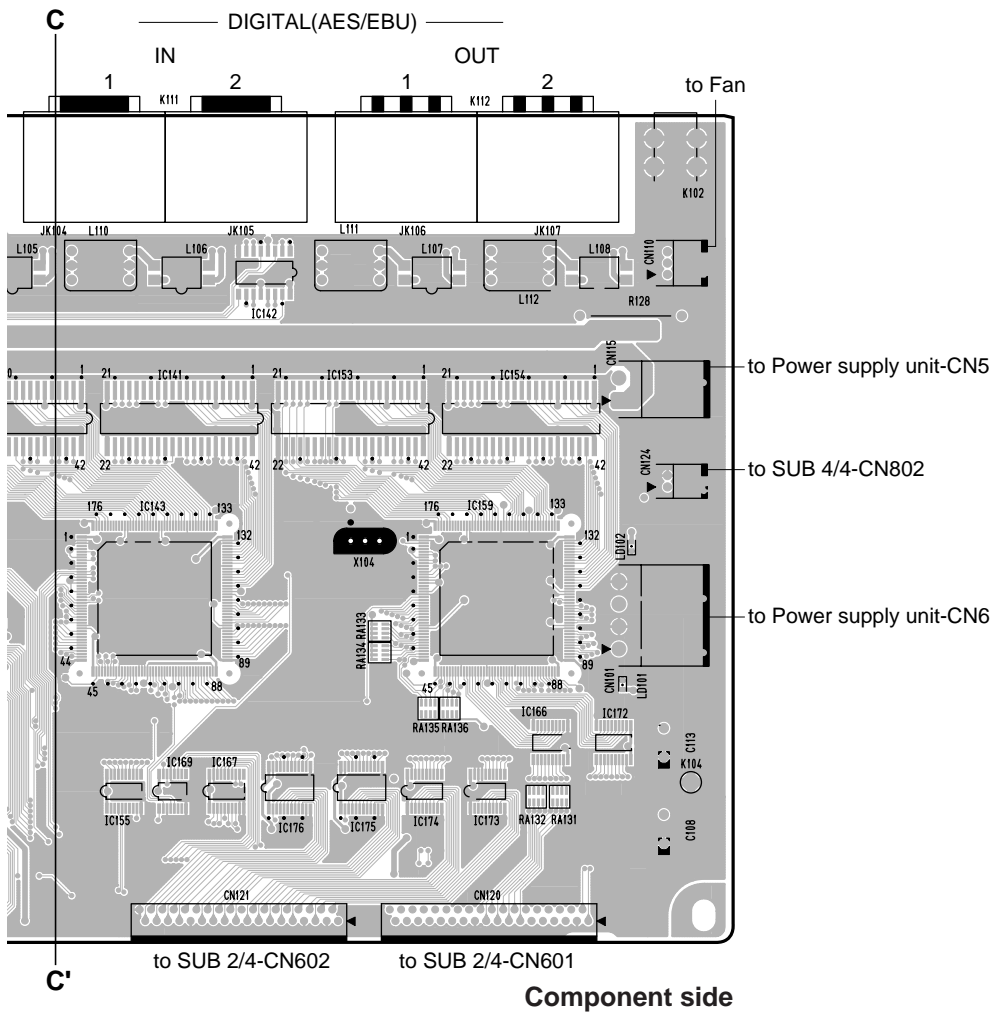 C
DIGITAL(AES/EBU)
IN
OUT
1
2
1
2
to Fan
K111
K112
K102
JK104
L110
JK105
L111
JK106
JK107
L105
L106
L107
L108
CN110
IC142
L112
R128
CN115
to Power supply unit-CN5
0
1
21
IC141
1
21
IC153
1
21
IC154
1
42
22
42
22
42
22
42
CN124
to SUB 4/4-CN802
176
IC143
133
176
IC159
133
1
132
X104
1
132
LD102
RA133
RA134
to Power supply unit-CN6
44
89
89
45
88
45
88
CN101
LD101
RA135
RA136
IC166
IC172
C113
K104
IC169
IC167
IC155
IC176
IC175
IC174
IC173
RA132
RA131
C108
CN121
CN120
to SUB 2/4-CN602
to SUB 2/4-CN601
C'
Component side